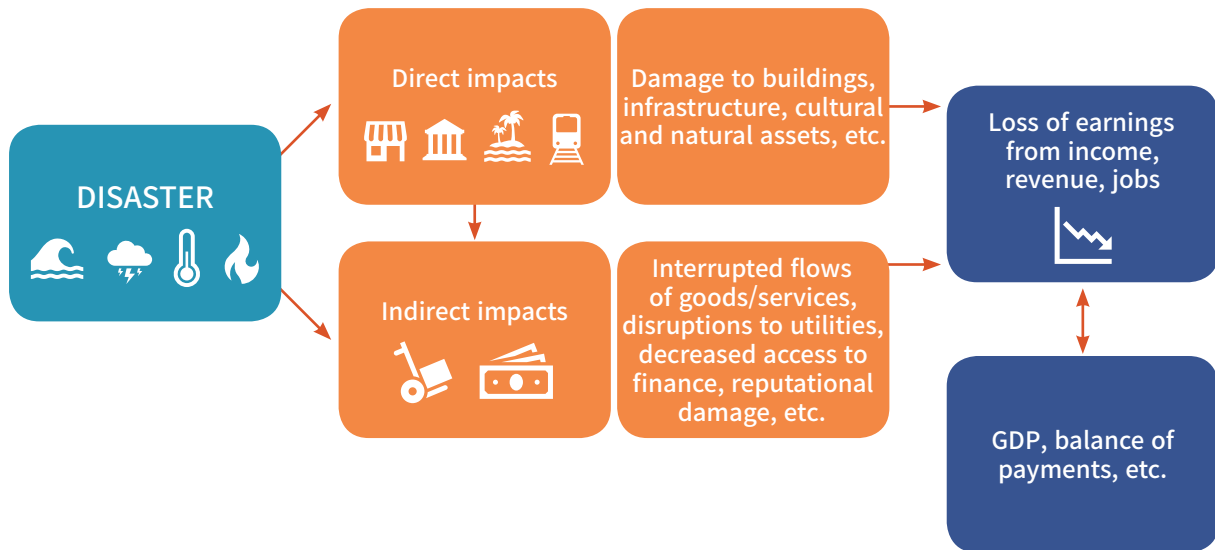 DISASTER
Direct impacts
Damage to buildings,
infrastructure, cultural
and natural assets, etc.
Indirect impacts
Interrupted flows
of goods/services,
disruptions to utilities,
decreased access to
finance, reputational
damage, etc.
Loss of earnings
from income,
revenue, jobs
GDP, balance of
payments, etc.